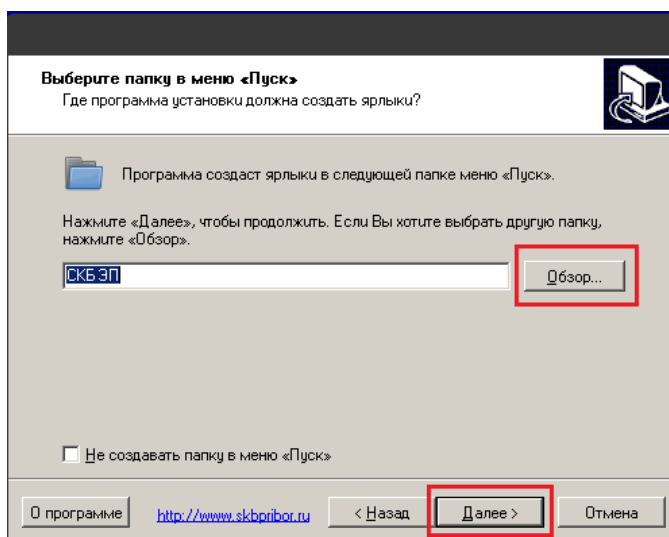 Выберите папку в меню «Пуск»
Где программа установки должна создать ярлыки?
Программа создаст ярлыки в следующей папке меню «Пуск».
Нажмите «Далее», чтобы продолжить. Если Вы хотите выбрать другую папку,
нажмите «Обзор».
СКБ ЭП
Обзор...
Не создавать папку в меню «Пуск»
О программе
http://www.skbpribor.ru
< Назад
Далее >
Отмена